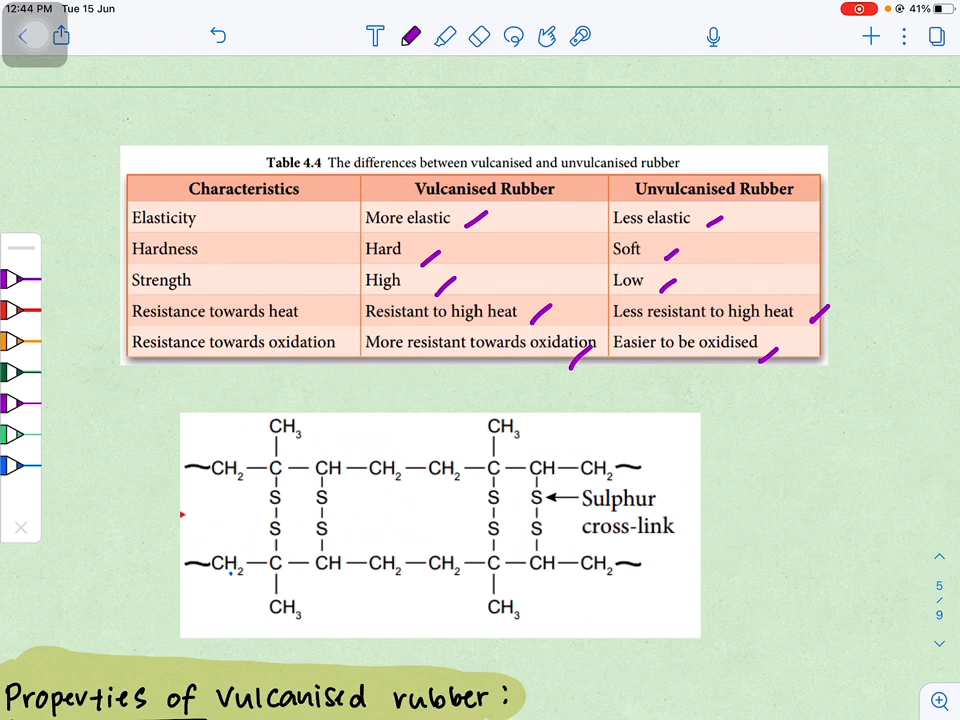 12:44 PM Tue 15 Jun 41%
T
Table 4.4 The differences between vulcanised and unvulcanised rubber
Characteristics Vulcanised Rubber Unvulcanised Rubber
Elasticity More elastic Less elastic
Hardness Hard Soft
Strength High Low
Resistance towards heat Resistant to high heat Less resistant to high heat
Resistance towards oxidation More resistant towards oxidation Easier to be oxidised
CH3 CH3
~CH2—C—CH—CH2—CH2—C—CH—CH2~
S S S S Sulphur
S S S S cross-link
~CH2—C—CH—CH2—CH2—C—CH—CH2~
CH3 CH3
5
/
9
Properties of vulcanised rubber: